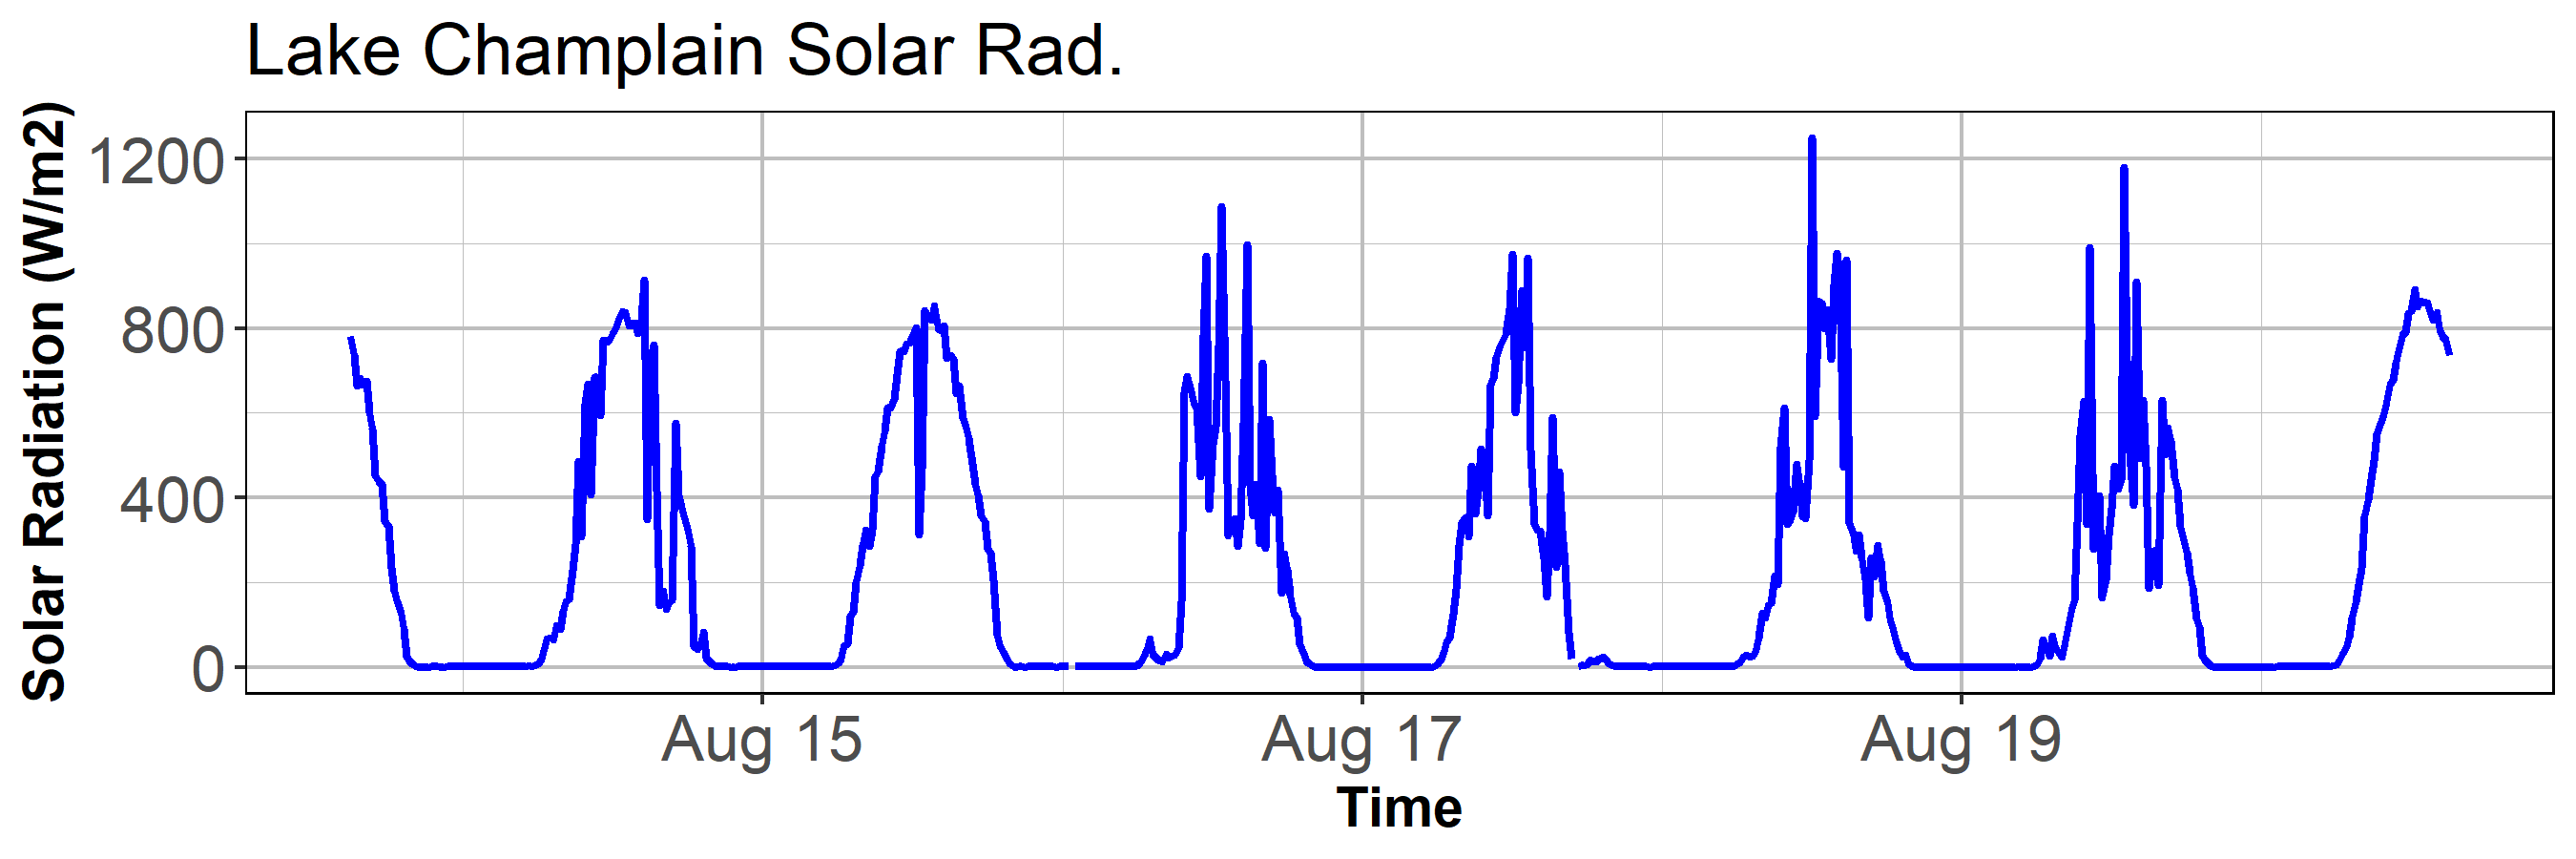 Lake Champlain Solar Rad.
Solar Radiation (W/m2)
1200
800
400
0
Aug 15
Aug 17
Aug 19
Time